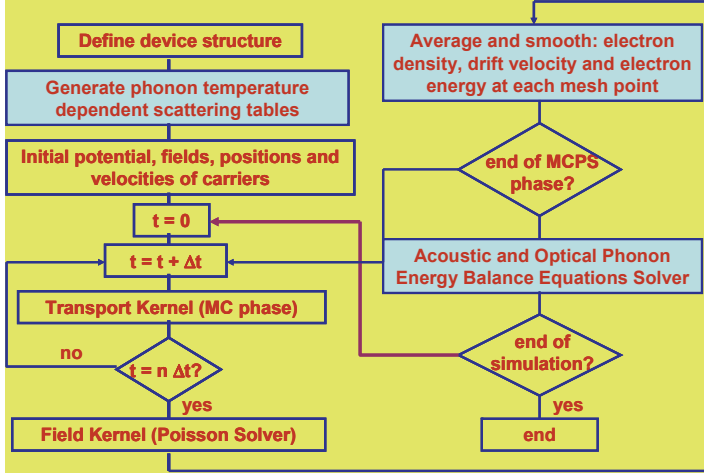 Define device structure
Generate phonon temperature
dependent scattering tables
Initial potential, fields, positions and
velocities of carriers
t = 0
t = t + Δt
Transport Kernel (MC phase)
no
t = n Δt?
yes
Field Kernel (Poisson Solver)
Average and smooth: electron
density, drift velocity and electron
energy at each mesh point
end of MCPS
phase?
Acoustic and Optical Phonon
Energy Balance Equations Solver
end of
simulation?
yes
end